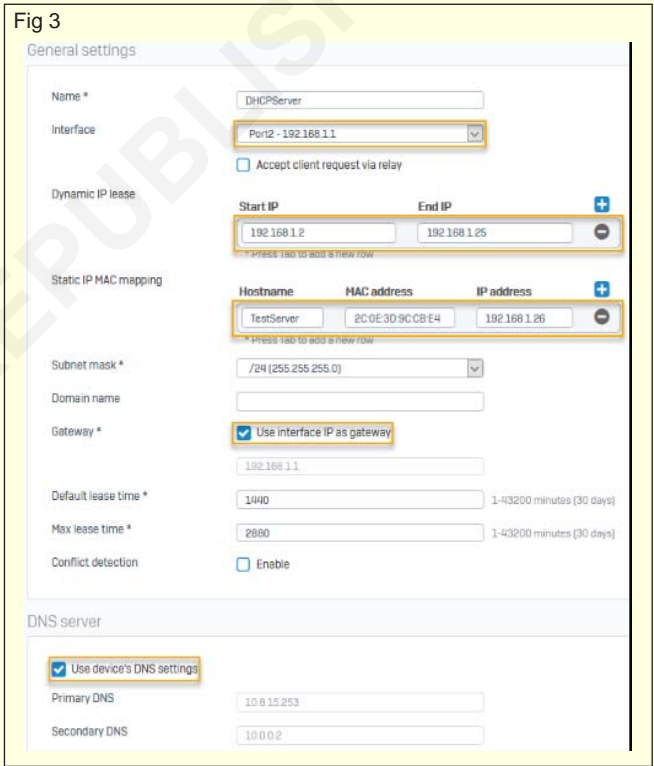 Fig 3
General settings
Name * DHCPServer
Interface Port2 - 192.168.1.1
Accept client request via relay
Dynamic IP lease
Start IP End IP
192.168.1.2 192.168.1.25
* Press Tab to add a new row
Static IP MAC mapping
Hostname MAC address IP address
TestServer 2C:0E:3D:9C:CB:E4 192.168.1.26
* Press Tab to add a new row
Subnet mask * /24 (255.255.255.0)
Domain name
Gateway * Use interface IP as gateway
192.168.1.1
Default lease time * 1440 1-43200 minutes (30 days)
Max lease time * 2880 1-43200 minutes (30 days)
Conflict detection Enable
DNS server
Use device's DNS settings
Primary DNS 10.8.15.253
Secondary DNS 10.0.0.2